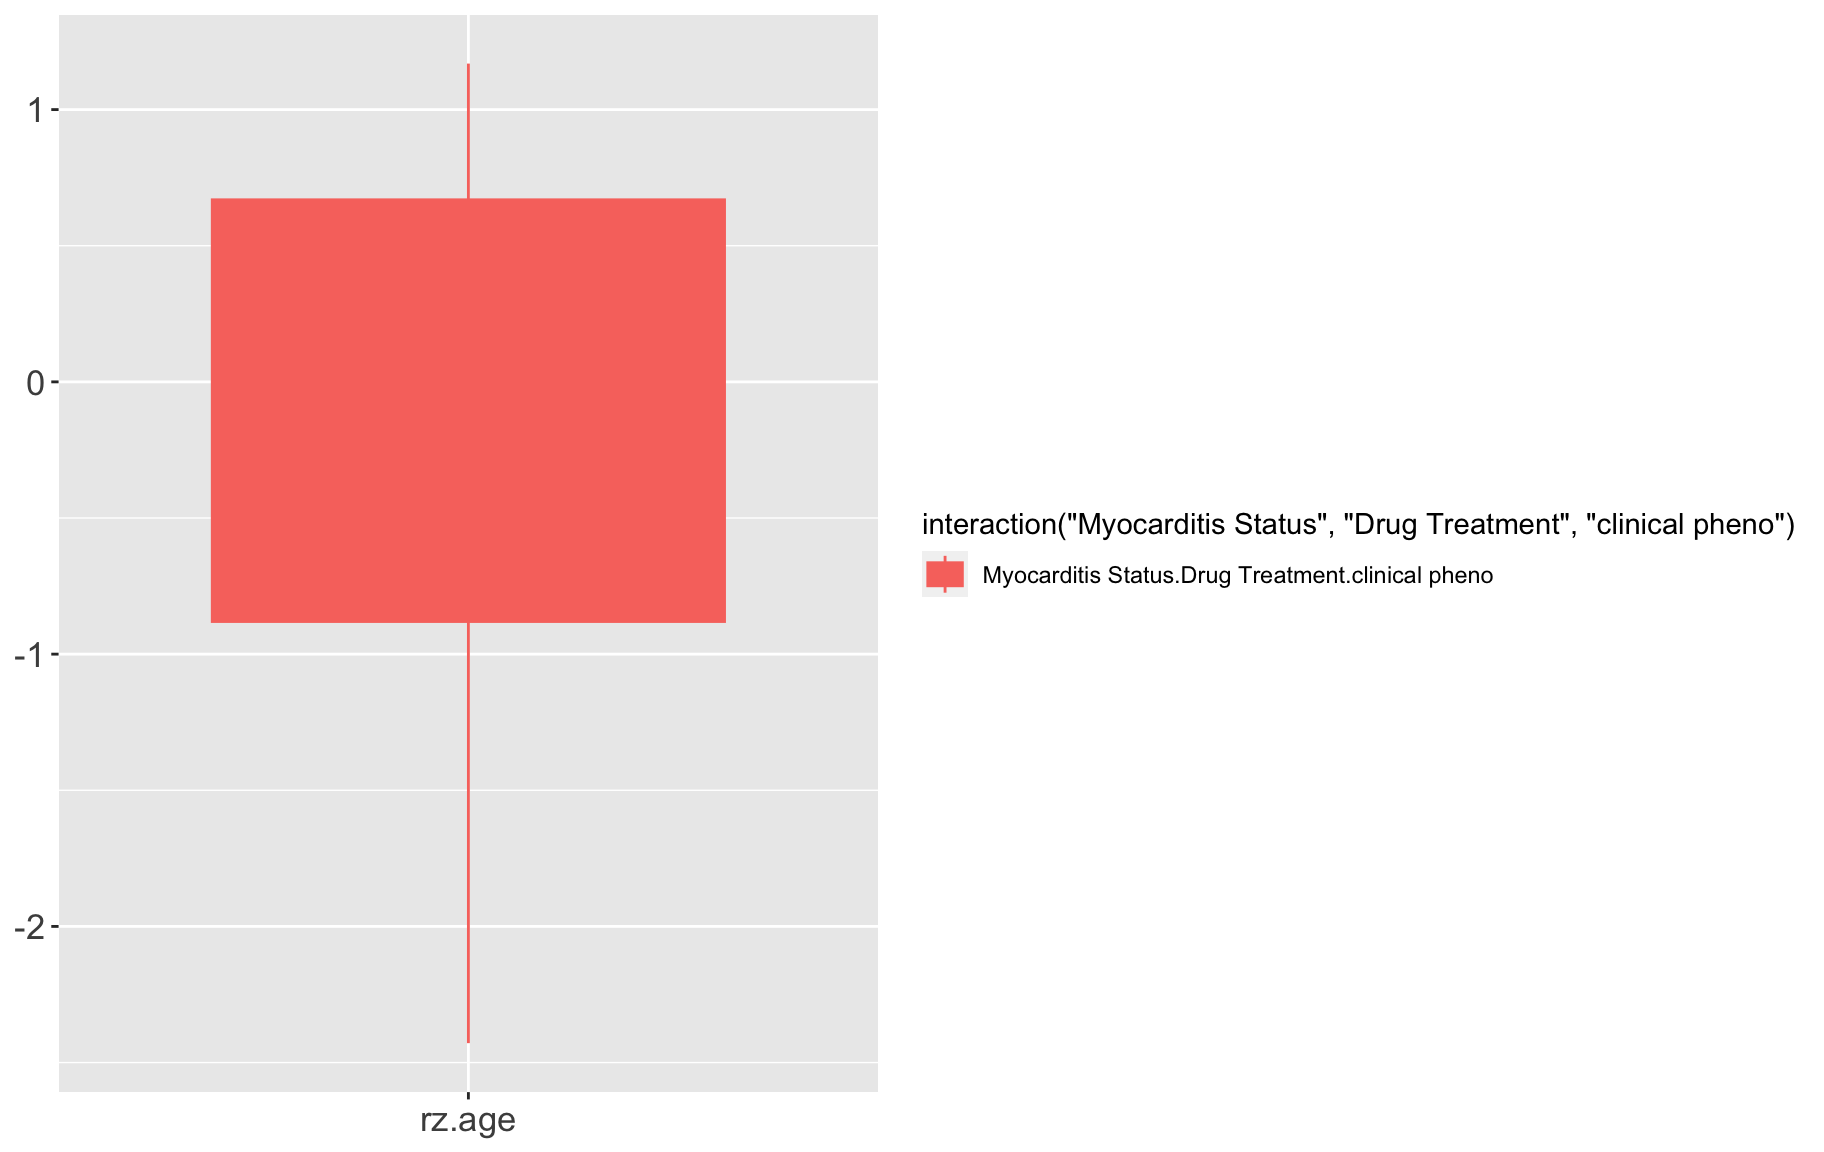 1
0
-1
-2
rz.age
interaction("Myocarditis Status", "Drug Treatment", "clinical pheno")
Myocarditis Status.Drug Treatment.clinical pheno